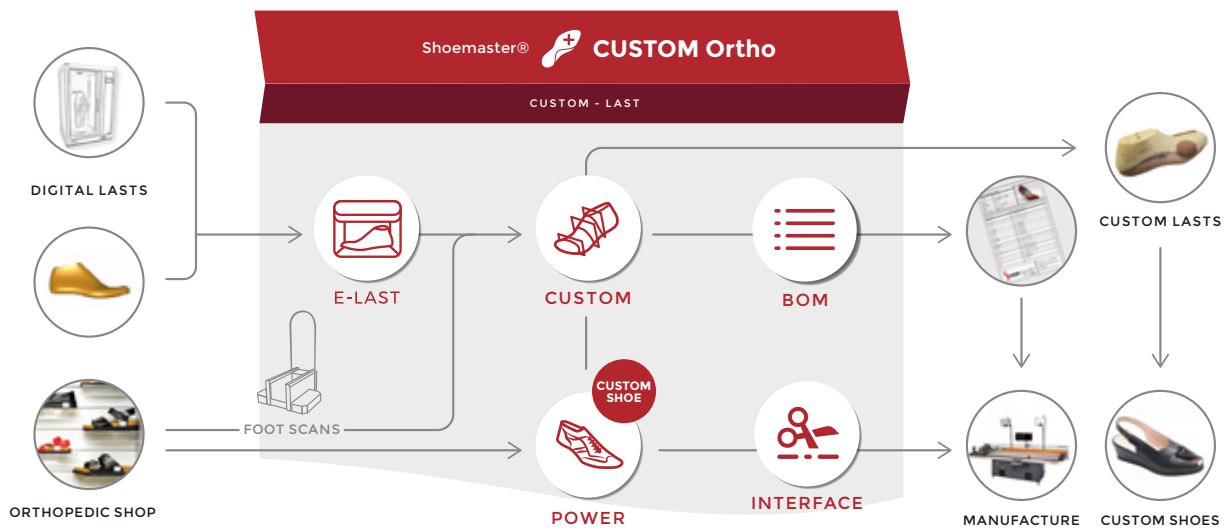 Shoemaster® CUSTOM Ortho
CUSTOM - LAST
DIGITAL LASTS
E-LAST
CUSTOM
BOM
CUSTOM LASTS
FOOT SCANS
CUSTOM
SHOE
ORTHOPEDIC SHOP
POWER
INTERFACE
MANUFACTURE
CUSTOM SHOES